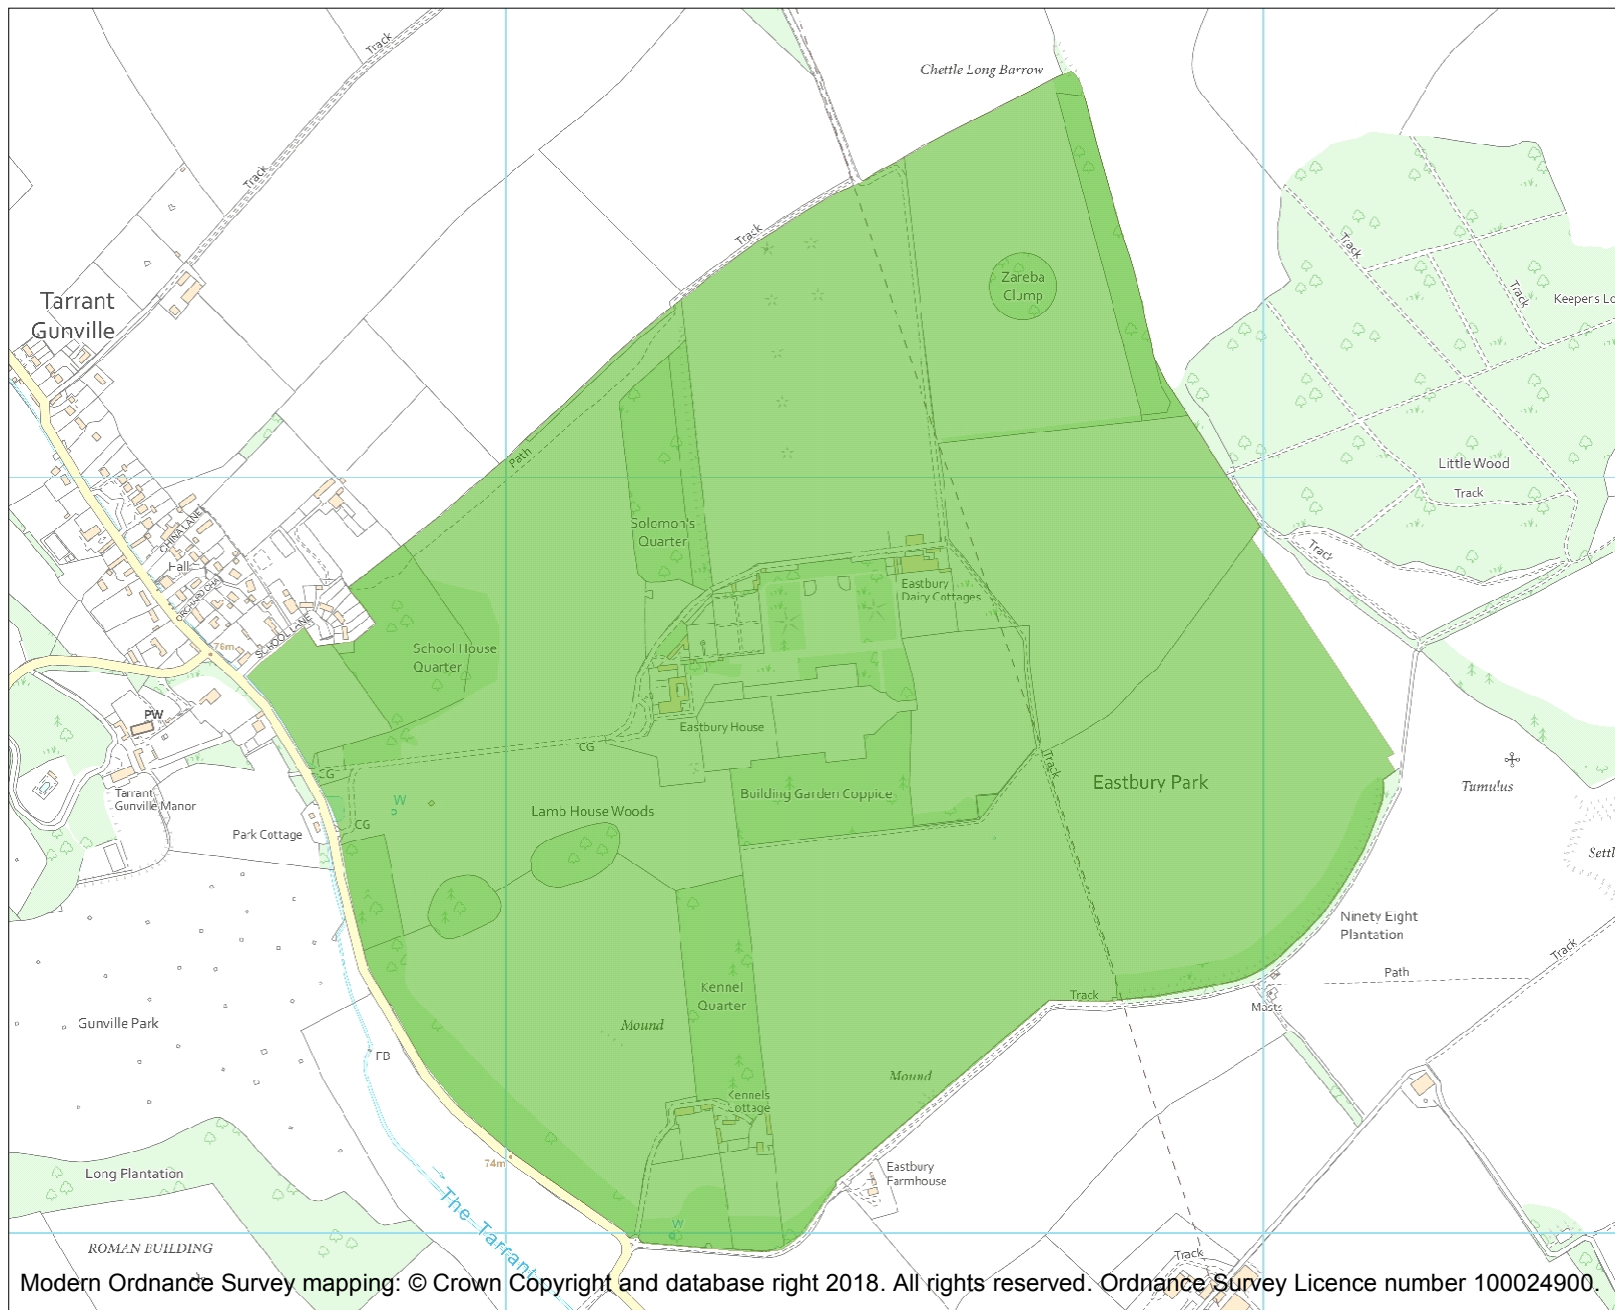 Track
Chettle Long Barrow
Track
Track
Track
Zareba
Clump
Track
Tarrant
Gunville
Path
Little Wood
Track
Solomon's
Quarter
CHINA LANE
Hall
Track
Eastbury
Dairy Cottages
SCHOOL LANE
76m
School House
Quarter
PW
Eastbury House
CG
CG
Track
Eastbury Park
Tarrant
Gunville Manor
W
Building Garden Coppice
Tumulus
Lamb House Woods
CG
Park Cottage
Ninety Eight
Plantation
Path
Track
Kennel
Quarter
Track
Masts
Gunville Park
Mound
FB
Mound
Kennels
Cottage
74m
Eastbury
Farmhouse
Long Plantation
The Tarrant
W
ROMAN BUILDING
Track
Modern Ordnance Survey mapping: © Crown Copyright and database right 2018. All rights reserved. Ordnance Survey Licence number 100024900.